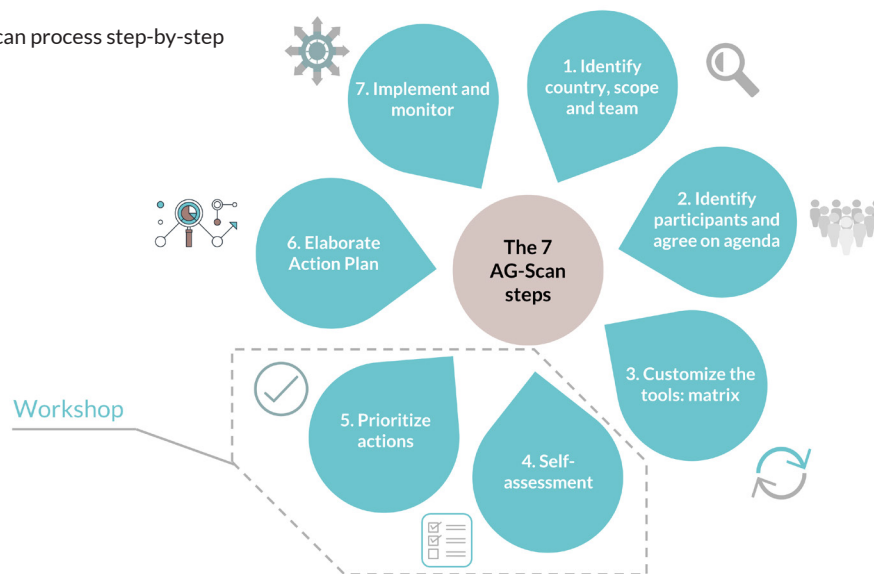 can process step-by-step
1. Identify
country, scope
and team
2. Identify
participants and
agree on agenda
3. Customize the
tools: matrix
4. Self-
assessment
5. Prioritize
actions
6. Elaborate
Action Plan
7. Implement and
monitor
The 7
AG-Scan
steps
Workshop